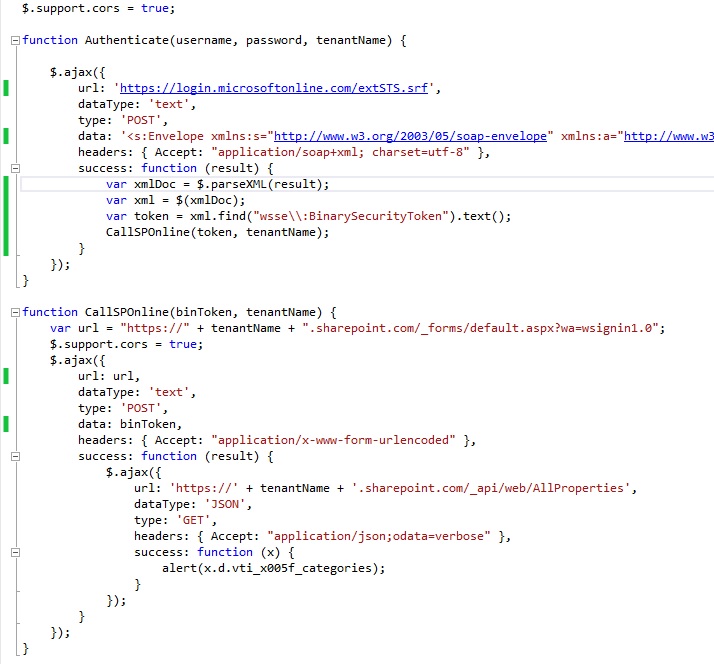 $.support.cors = true;
function Authenticate(username, password, tenantName) {
$.ajax({
url: 'https://login.microsoftonline.com/extSTS.srf',
dataType: 'text',
type: 'POST',
data: '<s:Envelope xmlns:s="http://www.w3.org/2003/05/soap-envelope" xmlns:a="http://www.w3
headers: { Accept: "application/soap+xml; charset=utf-8" },
success: function (result) {
var xmlDoc = $.parseXML(result);
var xml = $(xmlDoc);
var token = xml.find("wsse\\:BinarySecurityToken").text();
CallSPOnline(token, tenantName);
}
});
}
function CallSPOnline(binToken, tenantName) {
var url = "https://" + tenantName + ".sharepoint.com/_forms/default.aspx?wa=wsignin1.0";
$.support.cors = true;
$.ajax({
url: url,
dataType: 'text',
type: 'POST',
data: binToken,
headers: { Accept: "application/x-www-form-urlencoded" },
success: function (result) {
$.ajax({
url: 'https://' + tenantName + '.sharepoint.com/_api/web/AllProperties',
dataType: 'JSON',
type: 'GET',
headers: { Accept: "application/json;odata=verbose" },
success: function (x) {
alert(x.d.vti_x005f_categories);
}
});
}
});
}